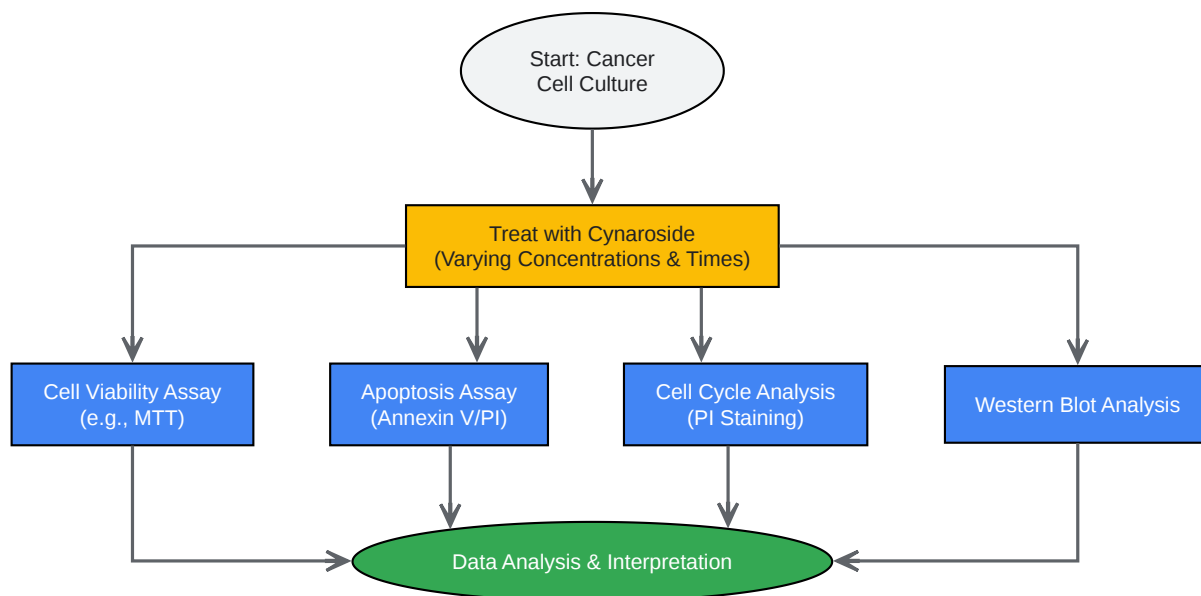 Start: Cancer
Cell Culture
Treat with Cynaroside
(Varying Concentrations & Times)
Cell Viability Assay
(e.g., MTT)
Apoptosis Assay
(Annexin V/PI)
Cell Cycle Analysis
(PI Staining)
Western Blot Analysis
Data Analysis & Interpretation